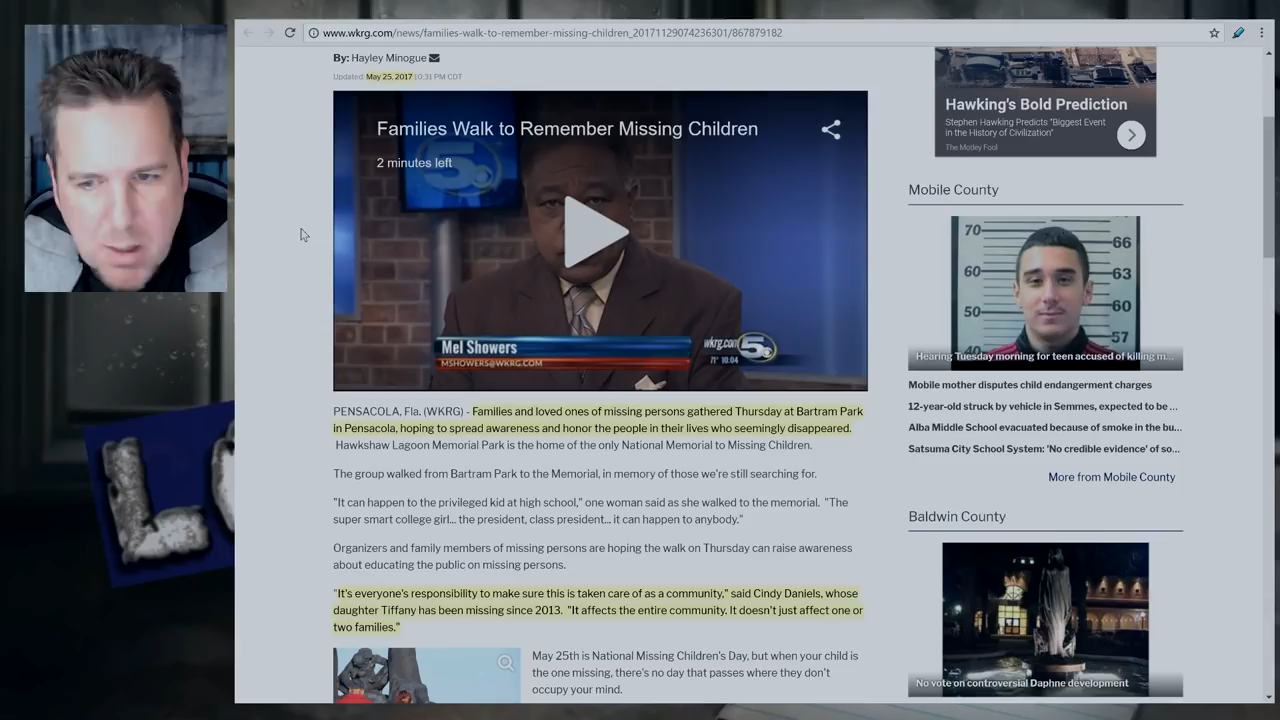 www.wkrg.com/news/families-walk-to-remember-missing-children_20171129074236301/867879182
By: Hayley Minogue
Updated: May 25, 2017 10:31 PM CDT
Families Walk to Remember Missing Children
2 minutes left
5
Mel Showers
MSHOWERS@WKRG.COM
wkrg.com 5
71° 10:04
PENSACOLA, Fla. (WKRG) - Families and loved ones of missing persons gathered Thursday at Bartram Park
in Pensacola, hoping to spread awareness and honor the people in their lives who seemingly disappeared.
Hawkshaw Lagoon Memorial Park is the home of the only National Memorial to Missing Children.
The group walked from Bartram Park to the Memorial, in memory of those we're still searching for.
"It can happen to the privileged kid at high school," one woman said as she walked to the memorial. "The
super smart college girl... the president, class president... it can happen to anybody."
Organizers and family members of missing persons are hoping the walk on Thursday can raise awareness
about educating the public on missing persons.
"It's everyone's responsibility to make sure this is taken care of as a community," said Cindy Daniels, whose
daughter Tiffany has been missing since 2013. "It affects the entire community. It doesn't just affect one or
two families."
May 25th is National Missing Children's Day, but when your child is
the one missing, there's no day that passes where they don't
occupy your mind.
Hawking's Bold Prediction
Stephen Hawking Predicts "Biggest Event
in the History of Civilization"
The Motley Fool
Mobile County
70 66
60 63
50 60
57
Hearing Tuesday morning for teen accused of killing m...
Mobile mother disputes child endangerment charges
12-year-old struck by vehicle in Semmes, expected to be ...
Alba Middle School evacuated because of smoke in the bu...
Satsuma City School System: 'No credible evidence' of so...
More from Mobile County
Baldwin County
No vote on controversial Daphne development